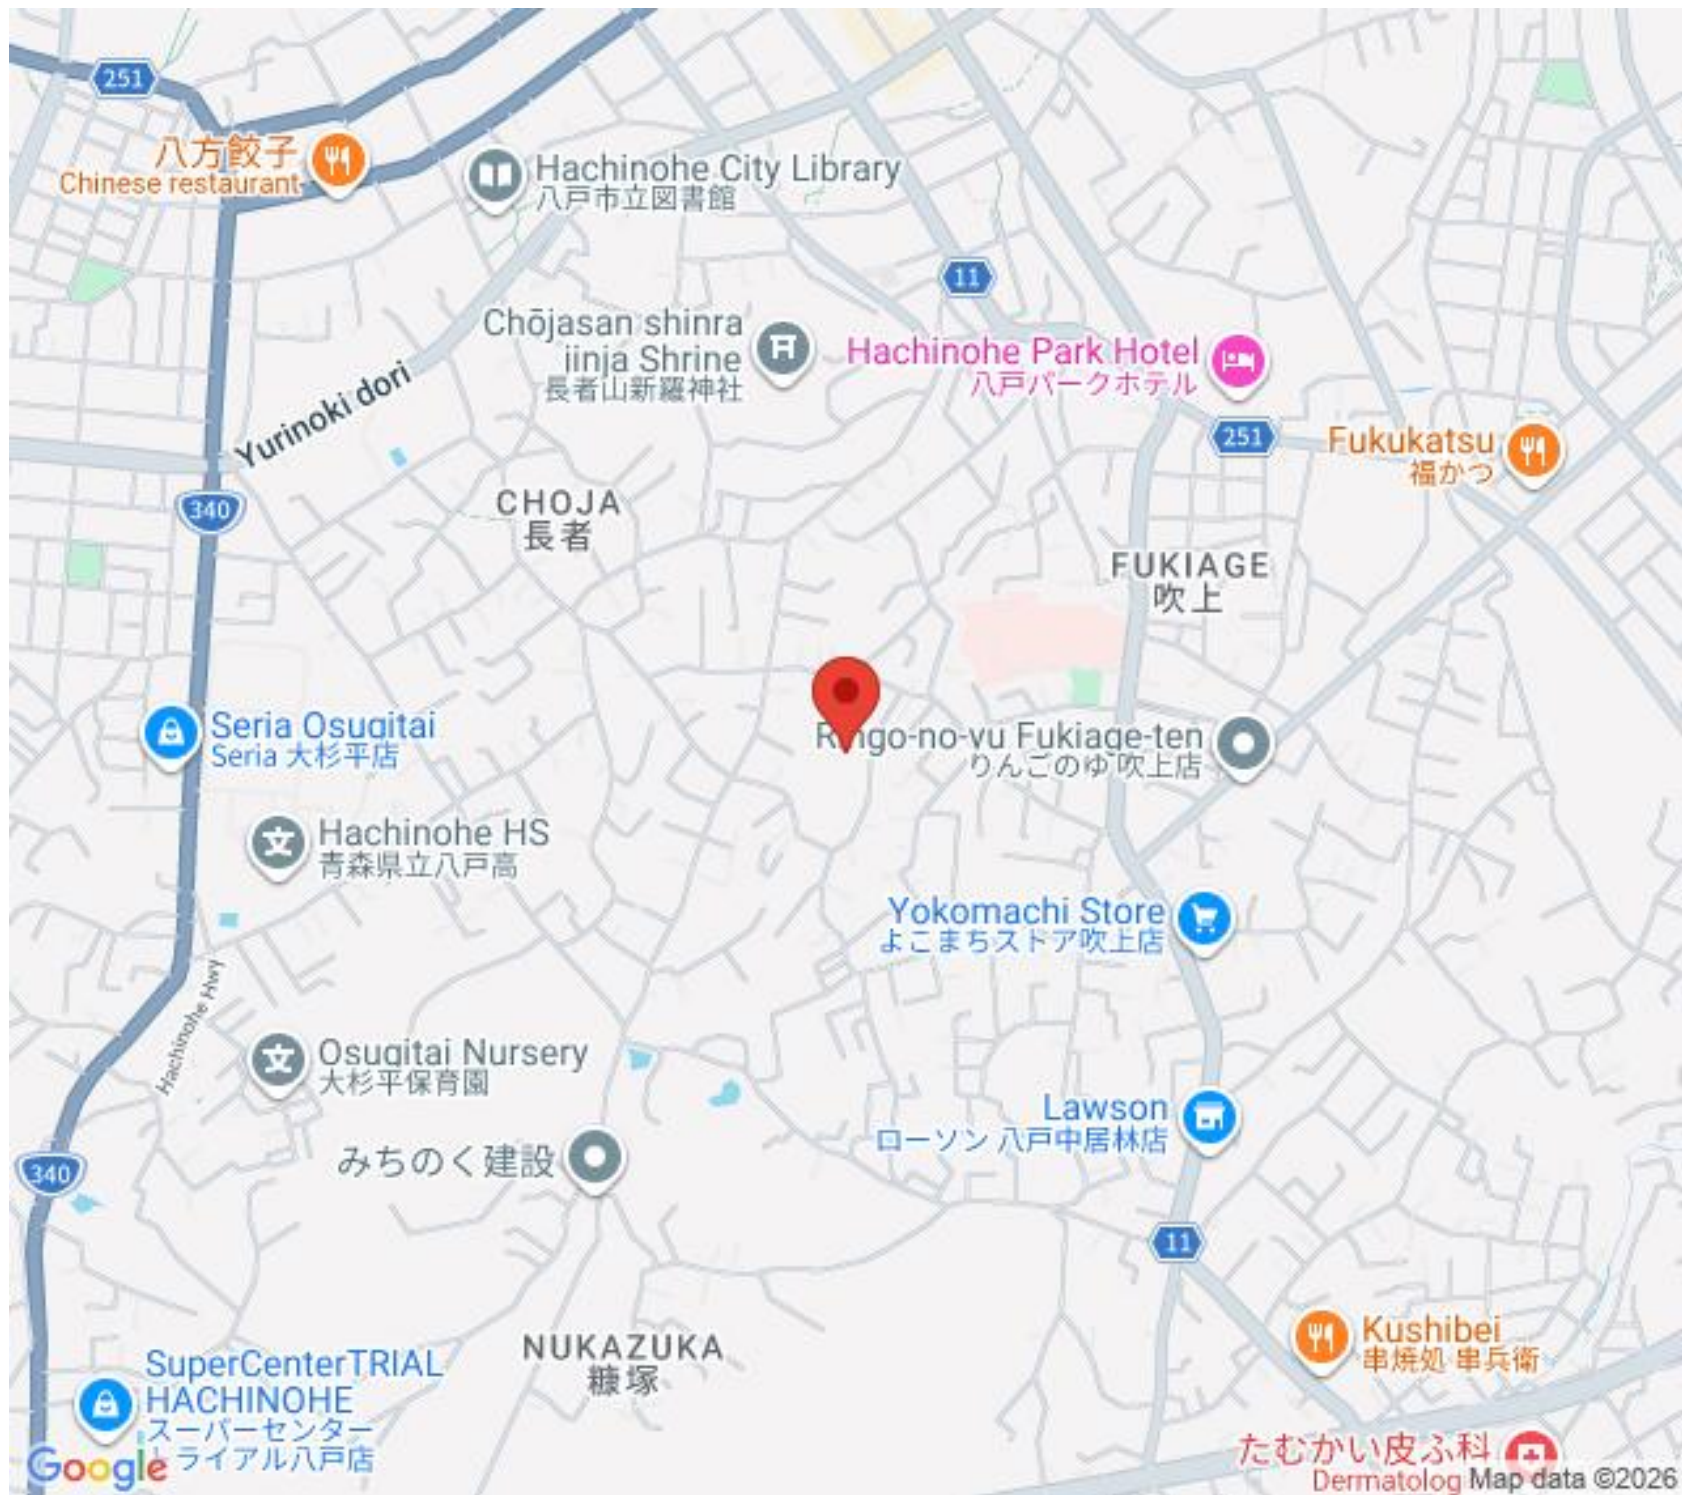 251
八方餃子
Chinese restaurant
Hachinohe City Library
八戸市立図書館
11
Chōjasan shinra
jinja Shrine
長者山新羅神社
Hachinohe Park Hotel
八戸パークホテル
Yurinoki dori
251
Fukukatsu
福かつ
340
CHOJA
長者
FUKIAGE
吹上
Seria Osugitai
Seria 大杉平店
Ringo-no-yu Fukiage-ten
りんごのゆ 吹上店
Hachinohe HS
青森県立八戸高
Yokomachi Store
よこまちストア吹上店
Hachinohe Hwy
Osugitai Nursery
大杉平保育園
Lawson
ローソン 八戸中居林店
みちのく建設
340
11
Kushibei
串焼処 串兵衛
NUKAZUKA
糠塚
SuperCenterTRIAL
HACHINOHE
スーパーセンター
トライアル八戸店
たむかい皮ふ科
Dermatolog
Google
Map data ©2026